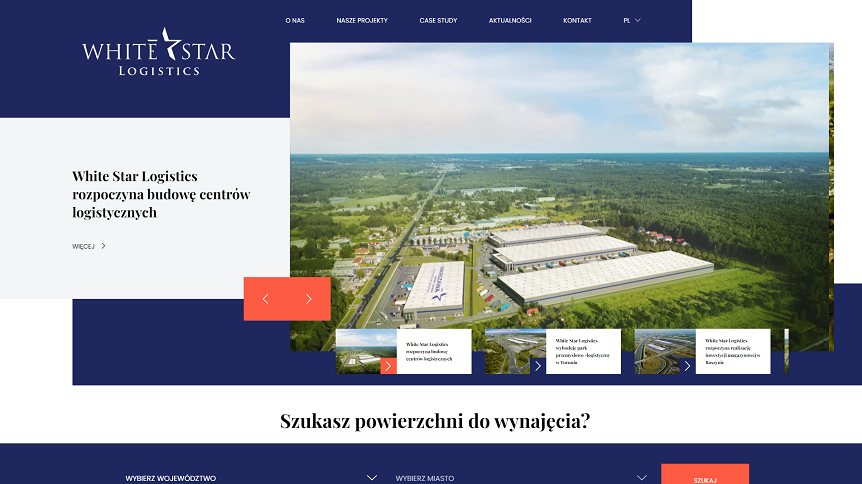 O NAS
NASZE PROJEKTY
CASE STUDY
AKTUALNOŚCI
KONTAKT
PL
WHITE STAR
LOGISTICS
White Star Logistics
rozpoczyna budowę centrów
logistycznych
WIĘCEJ
White Star Logistics
rozpoczyna budowę
centrów logistycznych
White Star Logistics
wybuduje park
przemysłowo-logistyczny
w Toruniu
White Star Logistics
rozpoczyna realizację
inwestycji magazynowej w
Raszynie
Szukasz powierzchni do wynajęcia?
WYBIERZ WOJEWÓDZTWO
WYBIERZ MIASTO
SZUKAJ